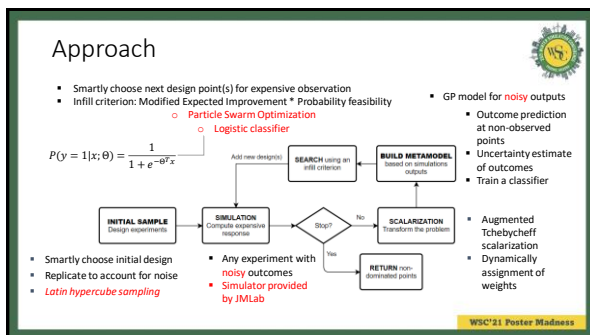 Approach
WSC
▪ Smartly choose next design point(s) for expensive observation
▪ Infill criterion: Modified Expected Improvement * Probability feasibility
o Particle Swarm Optimization
o Logistic classifier
P(y = 1|x; Θ) = 1 / (1 + e^{-Θ^T x})
▪ GP model for noisy outputs
▪ Outcome prediction
at non-observed
points
▪ Uncertainty estimate
of outcomes
▪ Train a classifier
Add new design(s)
SEARCH using an
infill criterion
BUILD METAMODEL
based on simulations
outputs
INITIAL SAMPLE
Design experiments
SIMULATION
Compute expensive
response
Stop?
No
SCALARIZATION
Transform the problem
Yes
RETURN non-
dominated points
▪ Smartly choose initial design
▪ Replicate to account for noise
▪ Latin hypercube sampling
▪ Any experiment with
noisy outcomes
▪ Simulator provided
by JMLab
▪ Augmented
Tchebycheff
scalarization
▪ Dynamically
assignment of
weights
WSC'21 Poster Madness